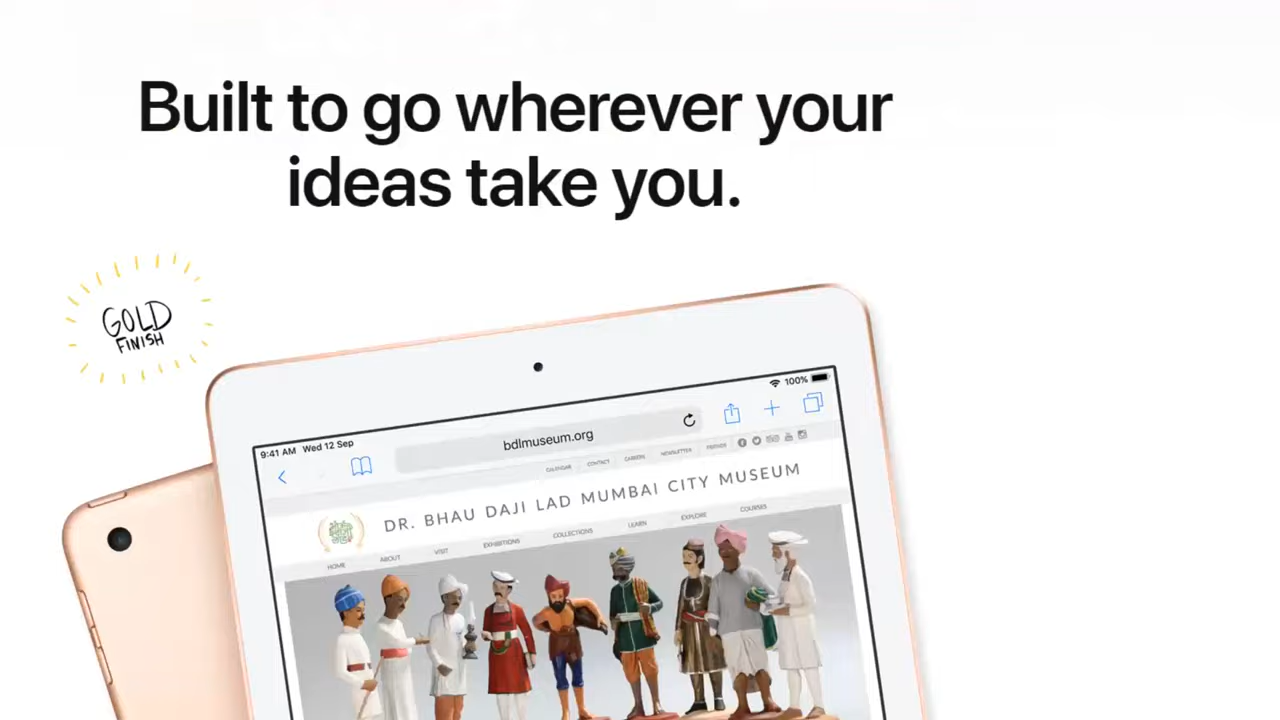 Built to go wherever your
ideas take you.
GOLD
FINISH
9:41 AM Wed 12 Sep
100%
bdlmuseum.org
CALENDAR CONTACT CAREERS NEWSLETTER FRIENDS
DR. BHAU DAJI LAD MUMBAI CITY MUSEUM
HOME ABOUT VISIT EXHIBITIONS COLLECTIONS LEARN EXPLORE COURSES